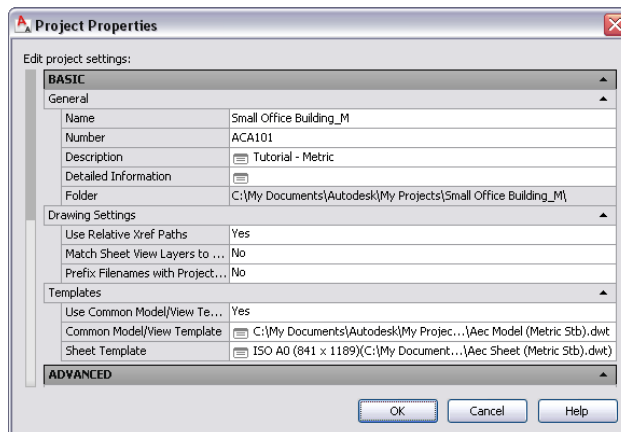 Project Properties
Edit project settings:
BASIC
General
Name Small Office Building_M
Number ACA101
Description Tutorial - Metric
Detailed Information
Folder C:\My Documents\Autodesk\My Projects\Small Office Building_M\
Drawing Settings
Use Relative Xref Paths Yes
Match Sheet View Layers to ... No
Prefix Filenames with Project... No
Templates
Use Common Model/View Te... Yes
Common Model/View Template C:\My Documents\Autodesk\My Projec...\Aec Model (Metric Stb).dwt
Sheet Template ISO A0 (841 x 1189)(C:\My Document...\Aec Sheet (Metric Stb).dwt)
ADVANCED
OK Cancel Help